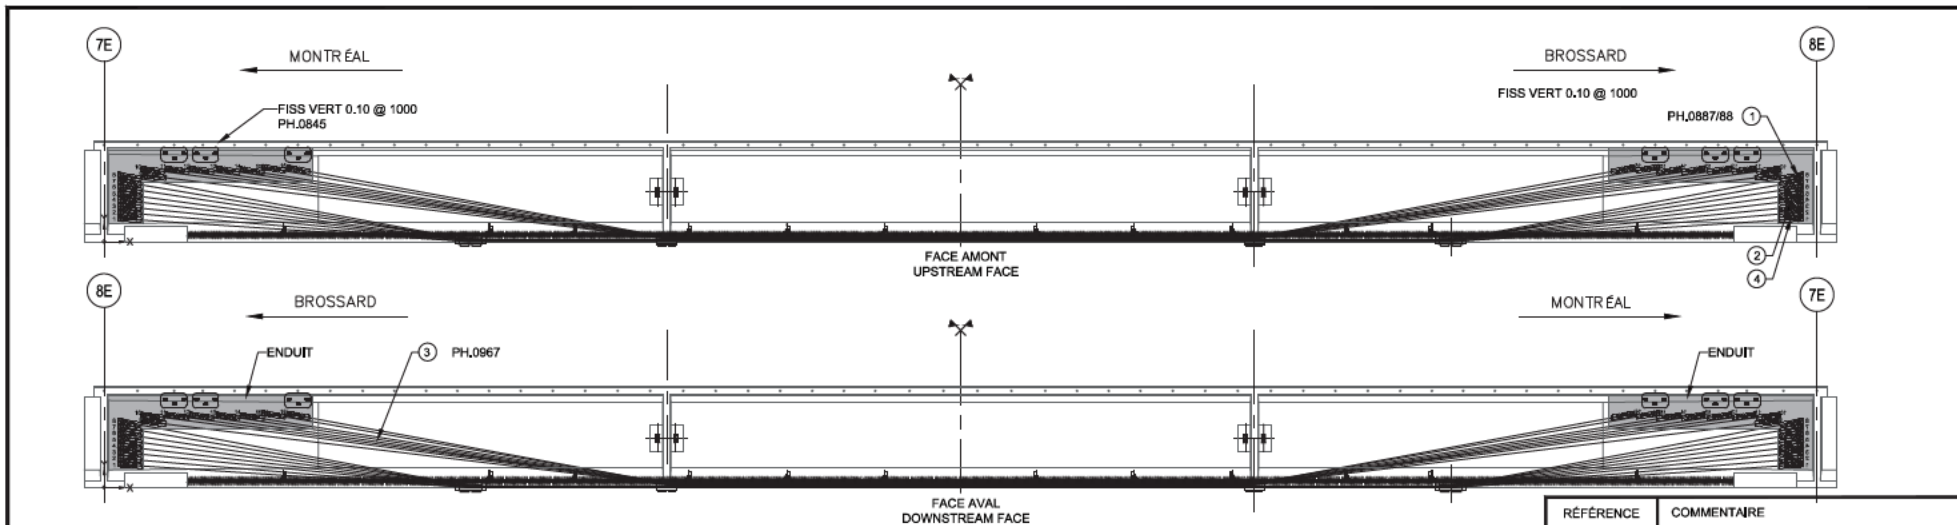 7E
8E
MONTRÉAL
BROSSARD
FISS VERT 0.10 @ 1000
PH.0845
FISS VERT 0.10 @ 1000
PH.0887/88
1
X
FACE AMONT
UPSTREAM FACE
2
4
8E
7E
BROSSARD
MONTRÉAL
ENDUIT
3
PH.0967
ENDUIT
X
FACE AVAL
DOWNSTREAM FACE
RÉFÉRENCE
COMMENTAIRE